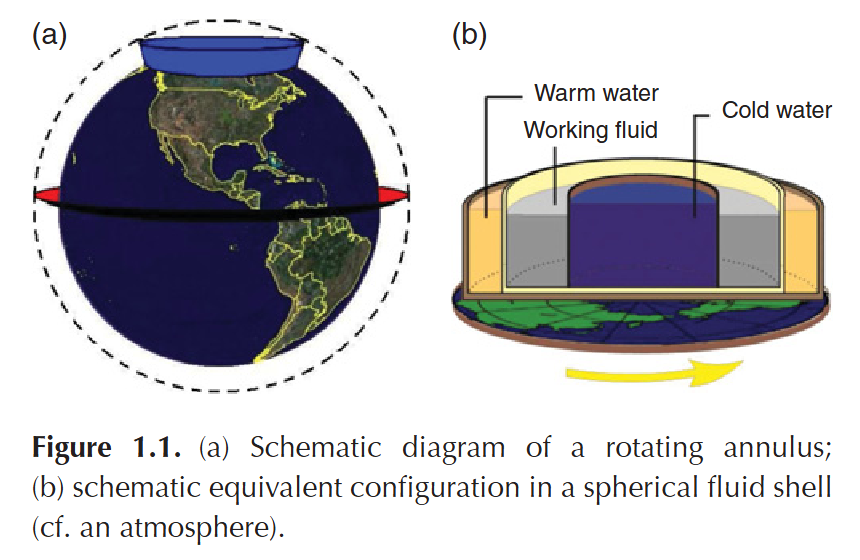 (a)
(b)
Warm water
Working fluid
Cold water
Figure 1.1. (a) Schematic diagram of a rotating annulus;
(b) schematic equivalent configuration in a spherical fluid shell
(cf. an atmosphere).